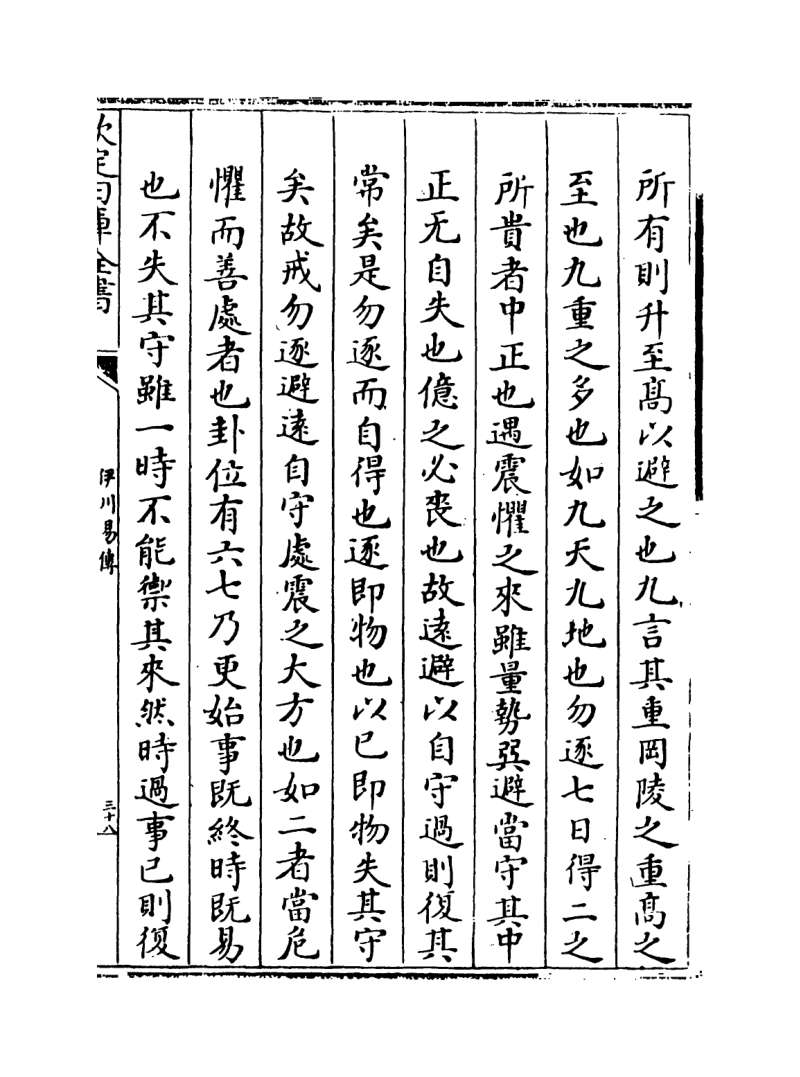 所有則升至髙以避之也九言其重岡陵之重髙之
至也九重之多也如九天九地也勿逐七日得二之
所貴者中正也遇震懼之來雖量勢巽避當守其中
正无自失也億之必喪也故逺避以自守過則復其
常矣是勿逐而自得也逐即物也以己即物失其守
矣故戒勿逐避逺自守處震之大方也如二者當危
懼而善處者也卦位有六七乃更始事既終時既易
也不失其守雖一時不能禦其來然時過事已則復
欽定四庫全書
伊川易傳
三十八